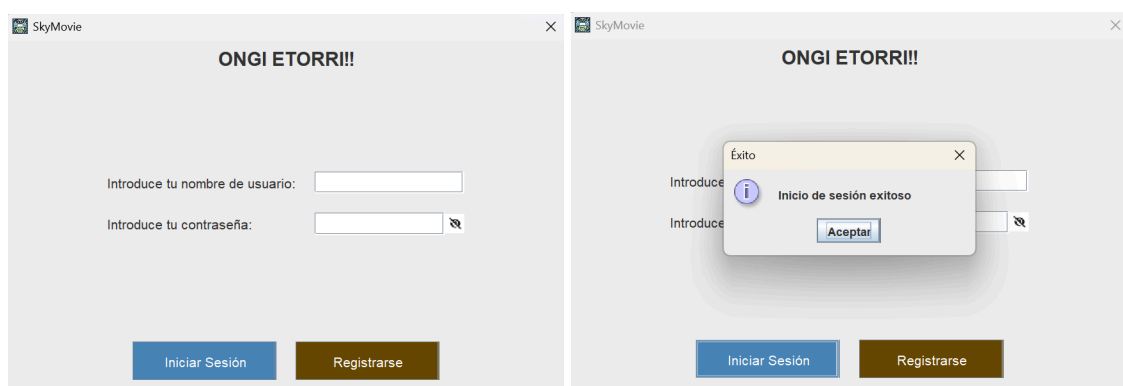 SkyMovie
ONGI ETORRI!!
Introduce tu nombre de usuario:
Introduce tu contraseña:
Iniciar Sesión
Registrarse
SkyMovie
ONGI ETORRI!!
Éxito
Introduce
Inicio de sesión exitoso
Introduce
Aceptar
Iniciar Sesión
Registrarse